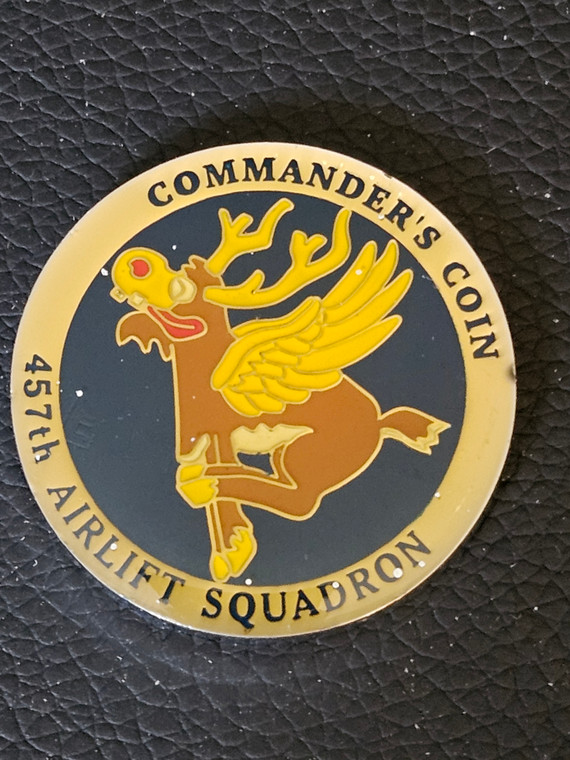 COMMANDER'S COIN
457th AIRLIFT SQUADRON